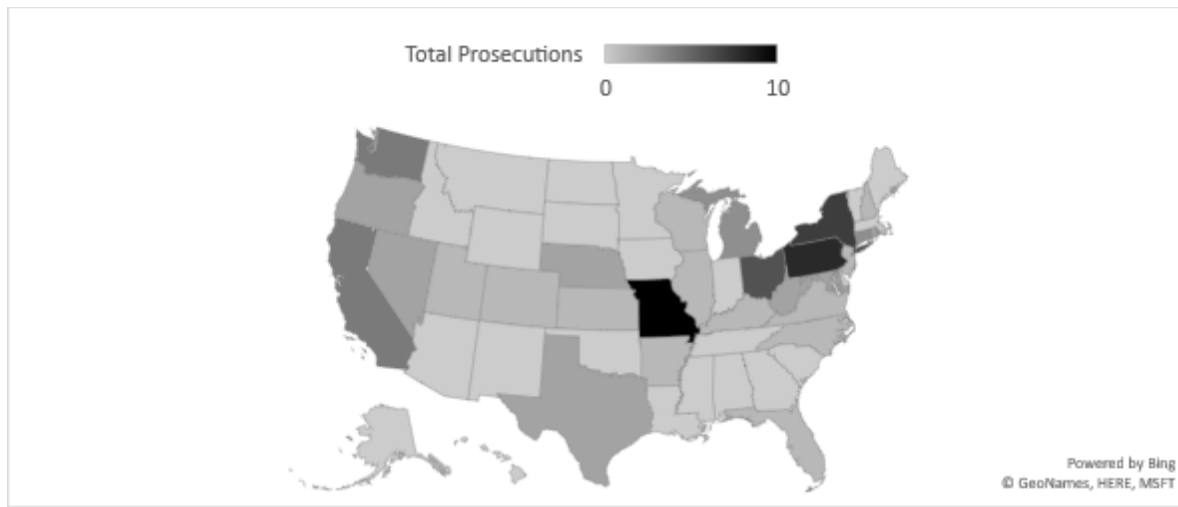 Total Prosecutions
0 10
Powered by Bing
© GeoNames, HERE, MSFT